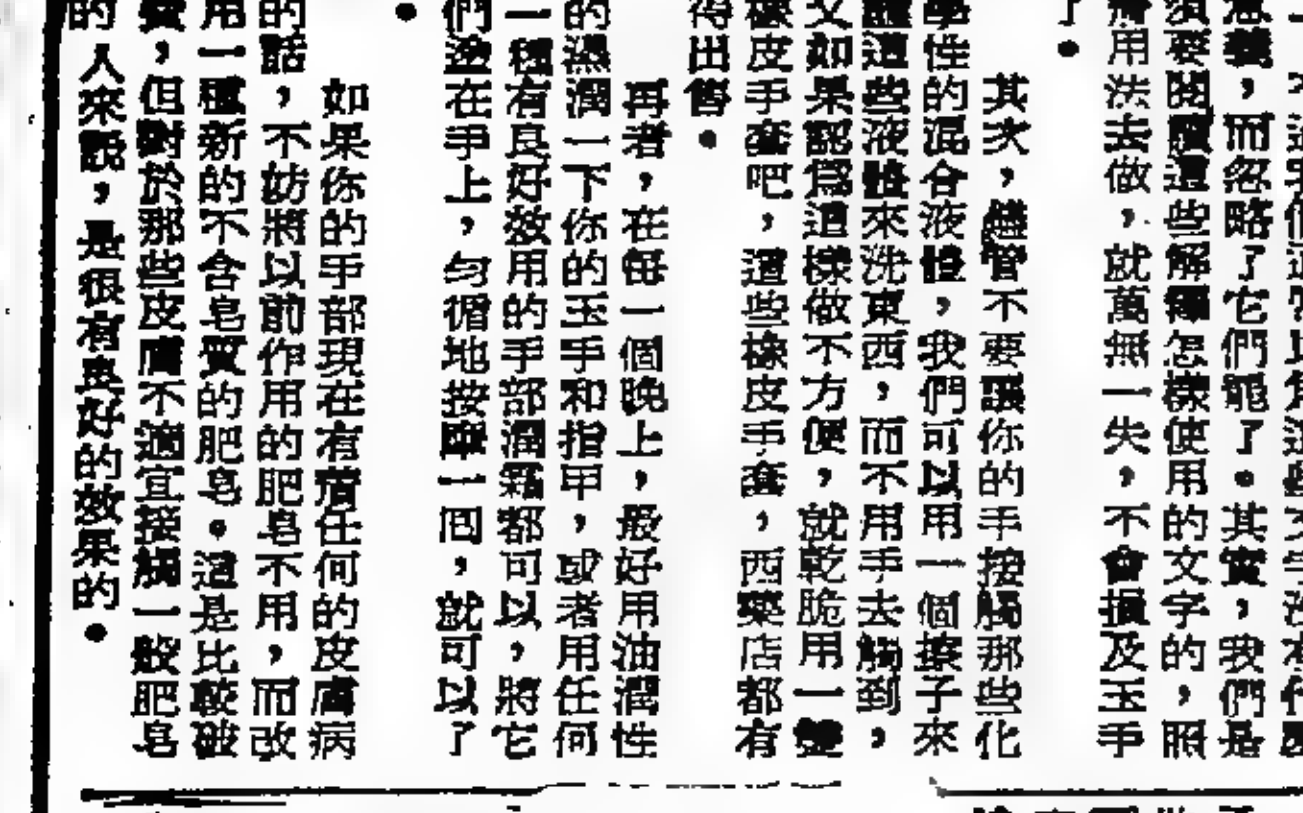 忽義，而忽略了它們罷了。其實，我們是
須要閱讀這些解釋怎樣使用的文字的，照
用法去做，就萬無一失，不會損及玉手
了。
其次，儘管不要讓你的手接觸那些化
學性的混合液體，我們可以用一個擦子來
讓這些液體來洗東西，而不用手去觸到，
又如果認爲這樣做不方便，就乾脆用一雙
橡皮手套吧，這些橡皮手套，西藥店都有
得出售。
再者，在每一個晚上，最好用油潤性
的濕潤一下你的玉手和指甲，或者用任何
一種有良好效用的手部潤霜都可以，將它
們塗在手上，勻循地按摩一囘，就可以了
。
如果你的手部現在有着任何的皮膚病
的話，不妨將以前作用的肥皂不用，而改
用一種新的不含皂質的肥皂。這是比較破
費，但對於那些皮膚不適宜接觸一般肥皂
的人來說，是很有良好的效果的。